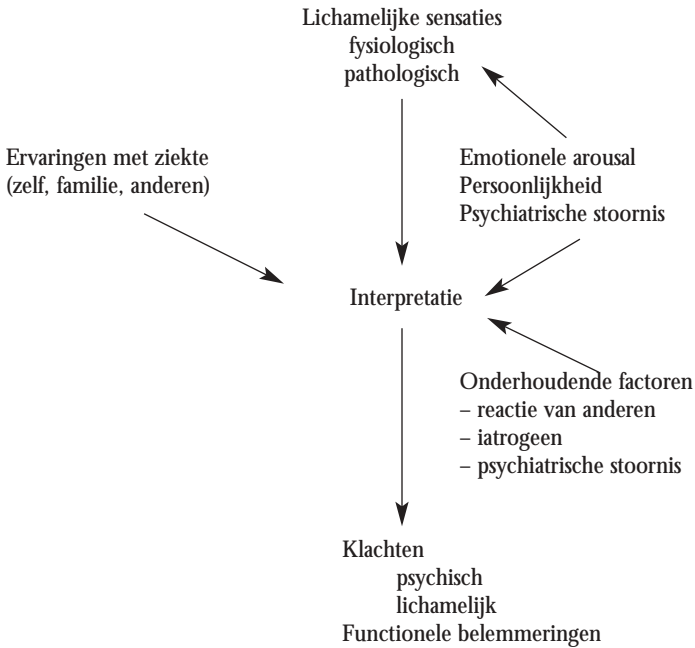 Lichamelijke sensaties
fysiologisch
pathologisch
Ervaringen met ziekte
(zelf, familie, anderen)
Emotionele arousal
Persoonlijkheid
Psychiatrische stoornis
Interpretatie
Onderhoudende factoren
– reactie van anderen
– iatrogeen
– psychiatrische stoornis
Klachten
psychisch
lichamelijk
Functionele belemmeringen